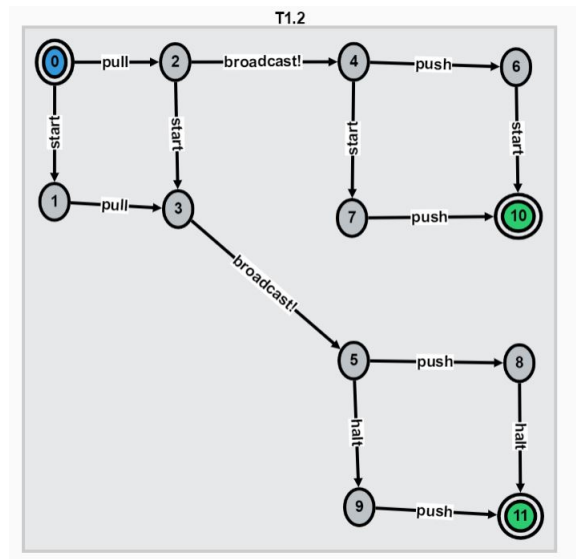 T1.2
0
pull
2
broadcast!
4
push
6
start
start
start
start
1
pull
3
7
push
10
broadcast!
5
push
8
halt
halt
9
push
11